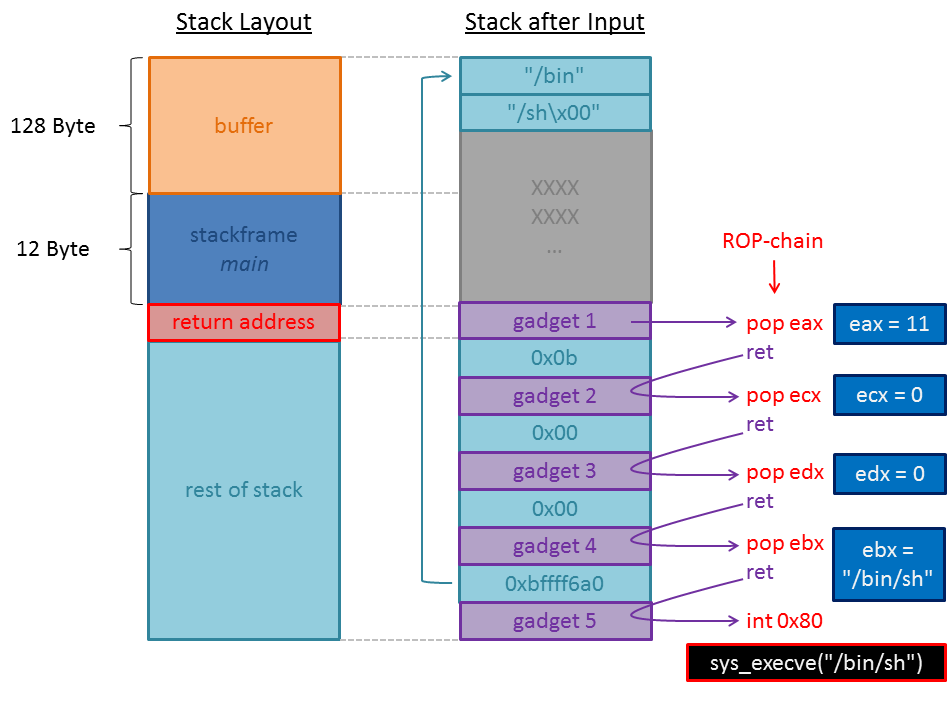 Stack Layout
Stack after Input
128 Byte
buffer
12 Byte
stackframe
main
return address
rest of stack
"/bin"
"/sh\x00"
XXXX
XXXX
...
gadget 1
0x0b
gadget 2
0x00
gadget 3
0x00
gadget 4
0xbffff6a0
gadget 5
ROP-chain
pop eax
eax = 11
ret
pop ecx
ecx = 0
ret
pop edx
edx = 0
ret
pop ebx
ebx =
"/bin/sh"
ret
int 0x80
sys_execve("/bin/sh")